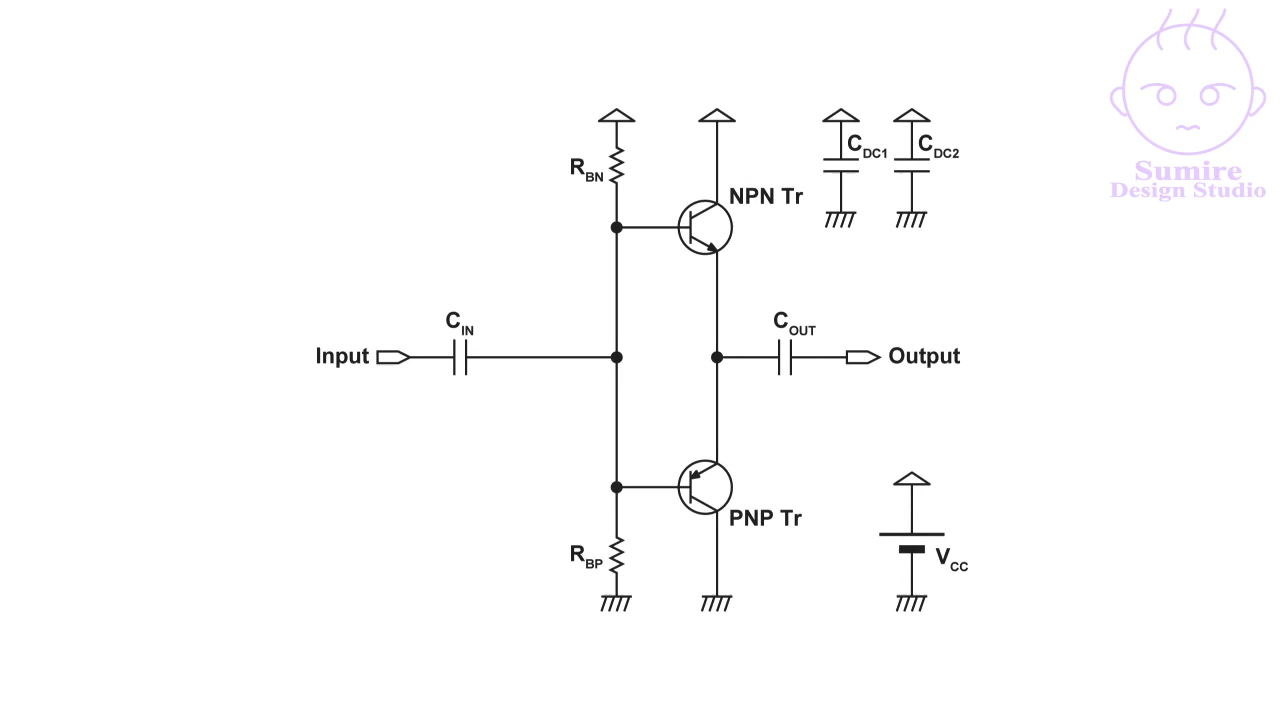 Sumire
Design Studio
CDC1
CDC2
RBN
NPN Tr
CIN
COUT
Input
Output
PNP Tr
RBP
VCC